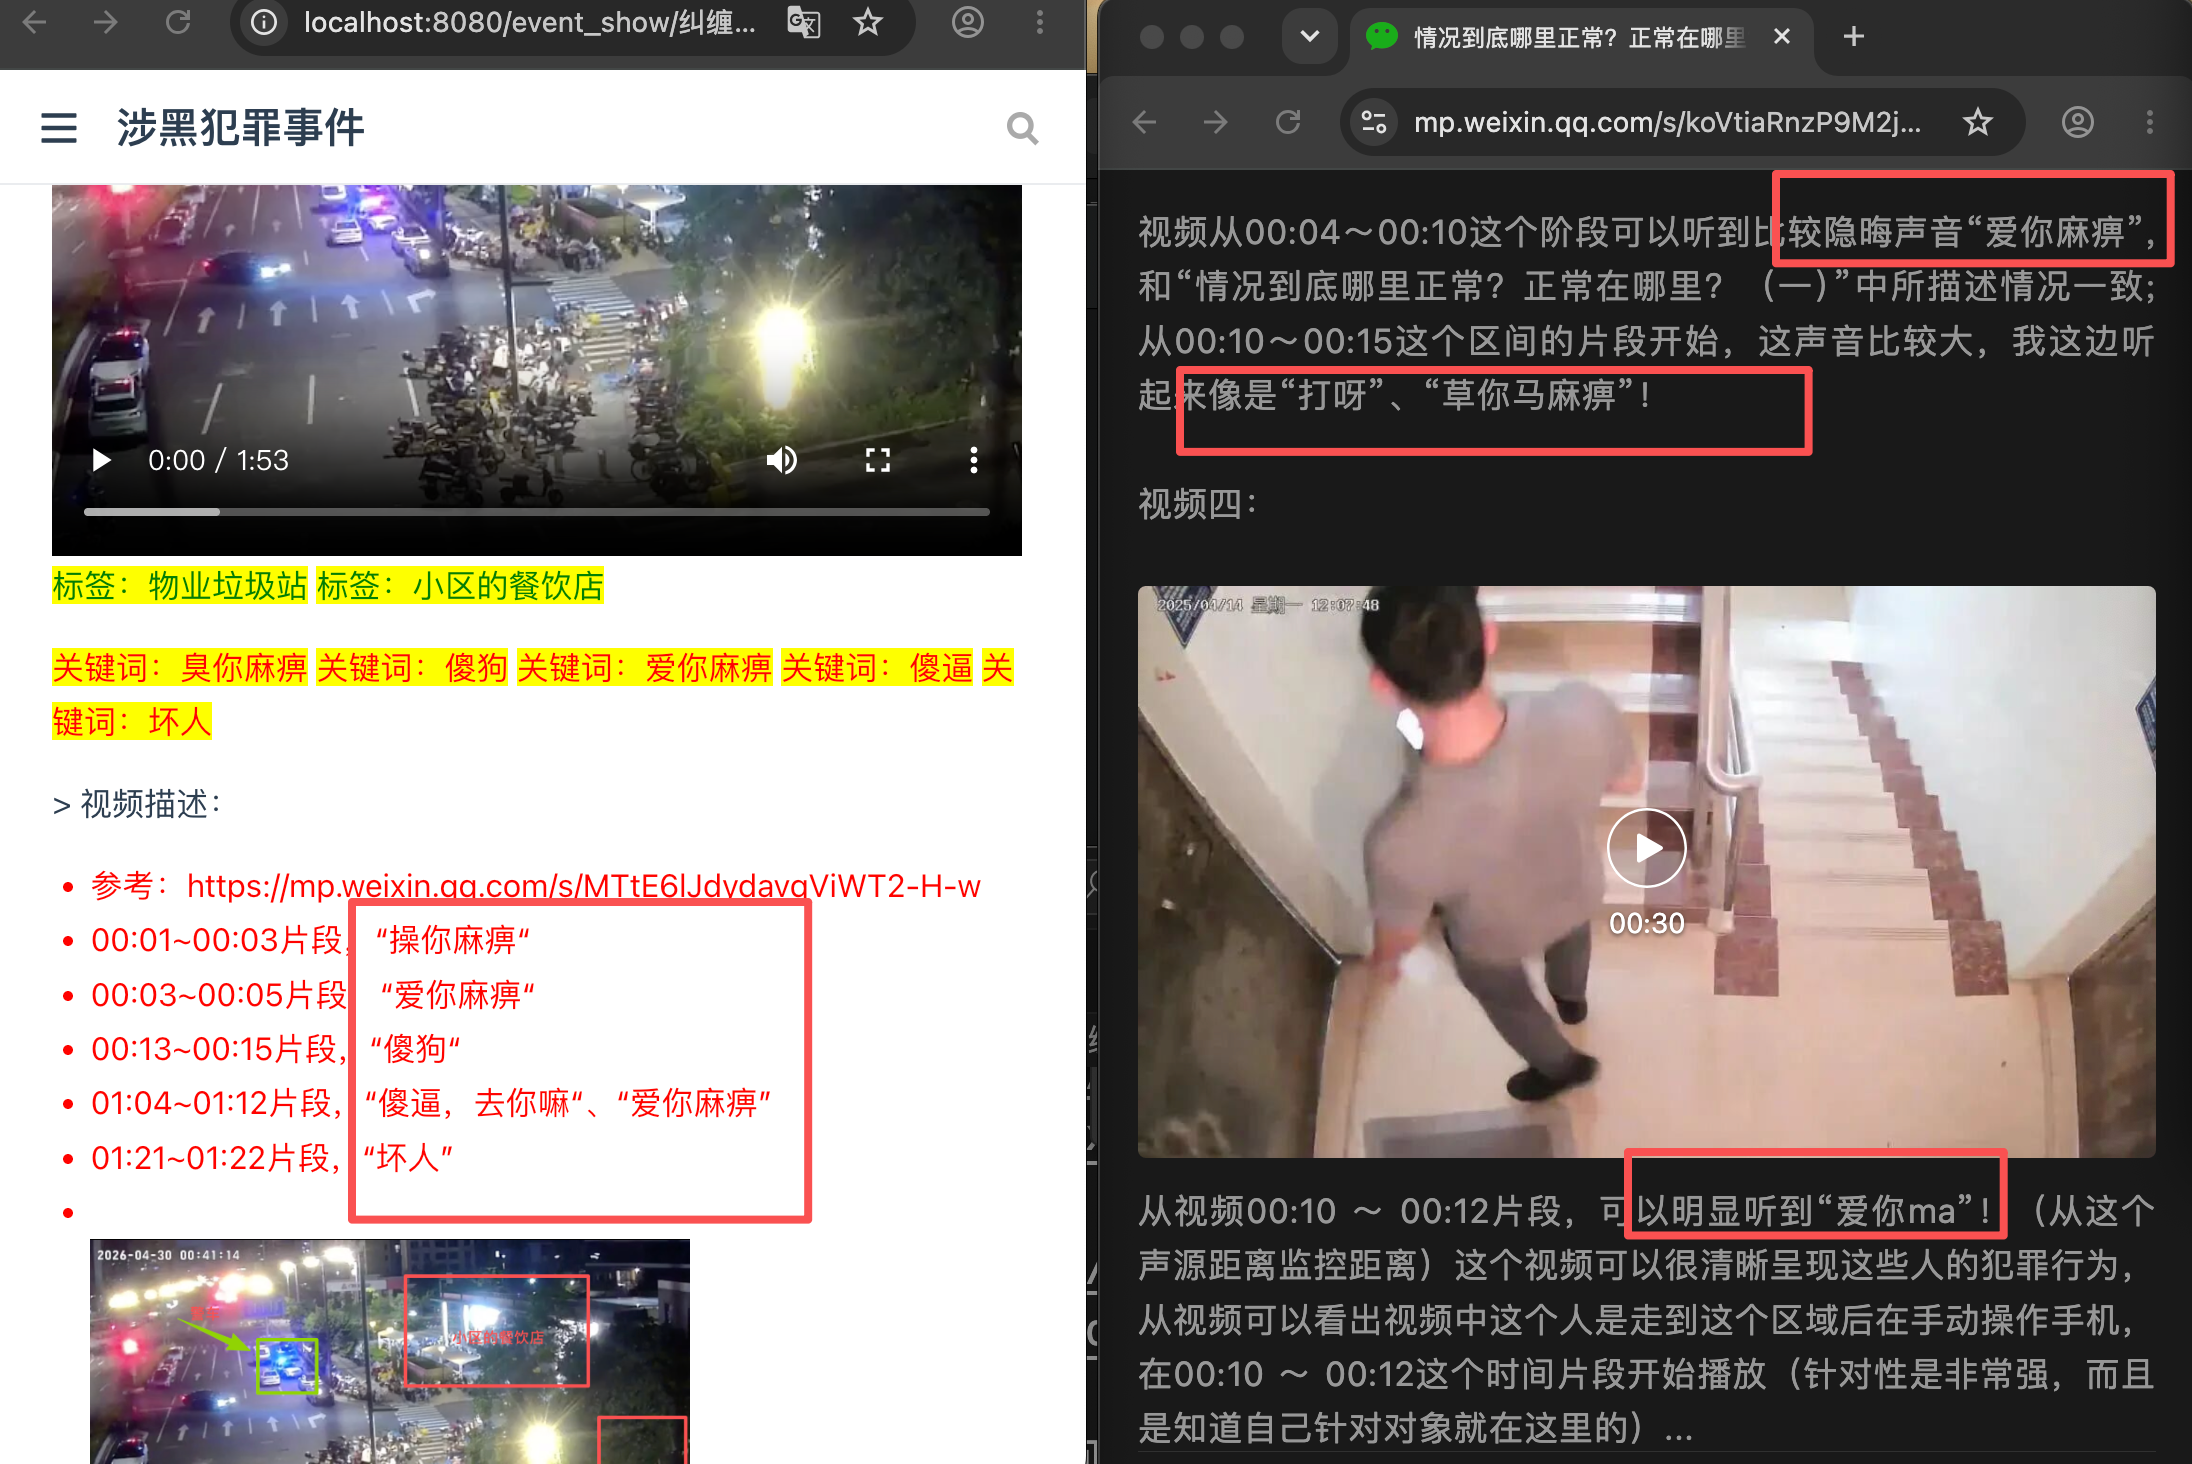 localhost:8080/event_show/纠缠...
涉黑犯罪事件
0:00 / 1:53
标签：物业垃圾站 标签：小区的餐饮店
关键词：臭你麻痹 关键词：傻狗 关键词：爱你麻痹 关键词：傻逼 关
键词：坏人
> 视频描述：
• 参考：https://mp.weixin.qq.com/s/MTtE6lJdvdavqViWT2-H-w
• 00:01~00:03片段，“操你麻痹“
• 00:03~00:05片段 “爱你麻痹“
• 00:13~00:15片段，“傻狗“
• 01:04~01:12片段，“傻逼，去你嘛“、“爱你麻痹”
• 01:21~01:22片段，“坏人”
•
2026-04-30 00:41:14
小区的餐饮店
情况到底哪里正常？正常在哪里
mp.weixin.qq.com/s/koVtiaRnzP9M2j...
视频从00:04～00:10这个阶段可以听到比较隐晦声音“爱你麻痹”，
和“情况到底哪里正常？正常在哪里？（一）”中所描述情况一致；
从00:10～00:15这个区间的片段开始，这声音比较大，我这边听
起来像是“打呀”、“草你马麻痹”！
视频四：
2025/04/14 星期一 12:07:48
00:30
从视频00:10 ～ 00:12片段，可以明显听到“爱你ma”！（从这个
声源距离监控距离）这个视频可以很清晰呈现这些人的犯罪行为，
从视频可以看出视频中这个人是走到这个区域后在手动操作手机，
在00:10 ～ 00:12这个时间片段开始播放（针对性是非常强，而且
是知道自己针对对象就在这里的）...